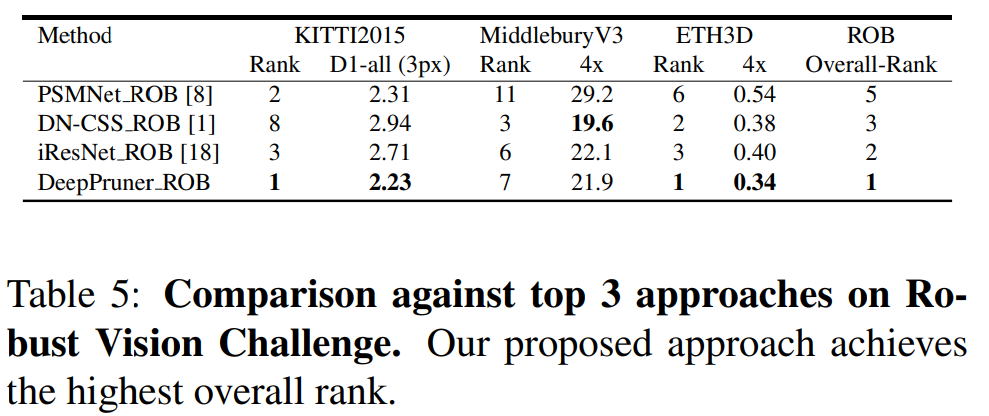 Method KITTI2015 MiddleburyV3 ETH3D ROB
Rank D1-all (3px) Rank 4x Rank 4x Overall-Rank
PSMNet_ROB [8] 2 2.31 11 29.2 6 0.54 5
DN-CSS_ROB [1] 8 2.94 3 19.6 2 0.38 3
iResNet_ROB [18] 3 2.71 6 22.1 3 0.40 2
DeepPruner_ROB 1 2.23 7 21.9 1 0.34 1
Table 5: Comparison against top 3 approaches on Ro-
bust Vision Challenge. Our proposed approach achieves
the highest overall rank.